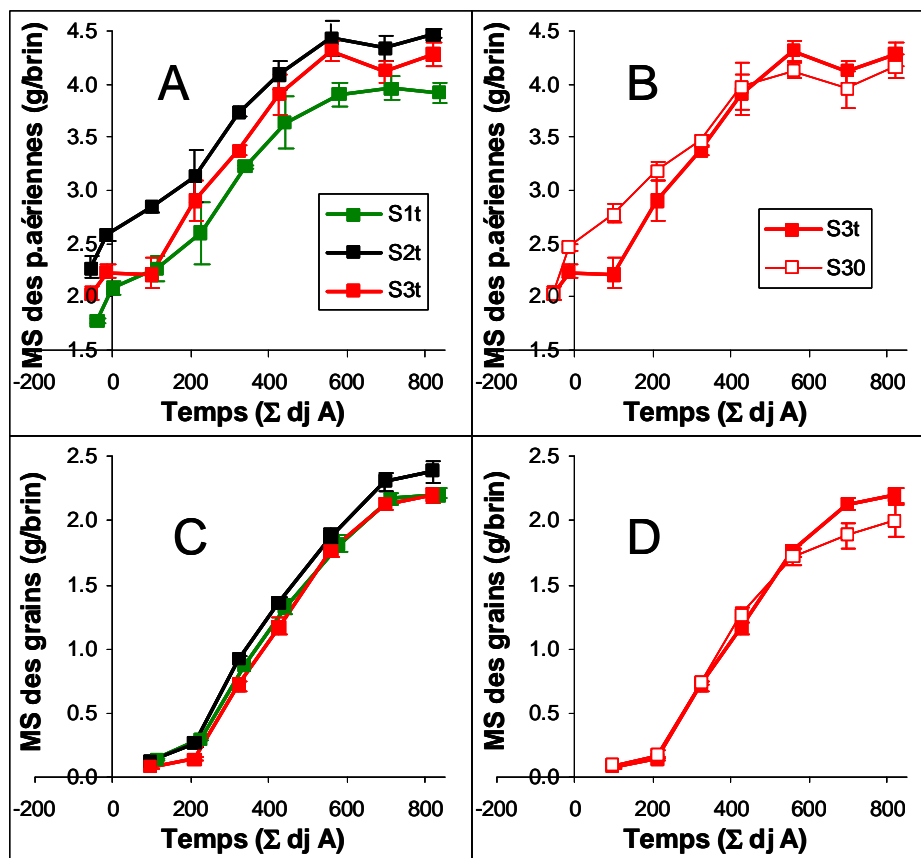 MS des p.aériennes (g/brin)
4.5
4.0
3.5
3.0
2.5
2.0
1.5
A
S1t
S2t
S3t
-200 0 200 400 600 800
Temps (Σ dj A)
MS des p.aériennes (g/brin)
4.5
4.0
3.5
3.0
2.5
2.0
1.5
B
S3t
S30
-200 0 200 400 600 800
Temps (Σ dj A)
MS des grains (g/brin)
2.5
2.0
1.5
1.0
0.5
0.0
C
-200 0 200 400 600 800
Temps (Σ dj A)
MS des grains (g/brin)
2.5
2.0
1.5
1.0
0.5
0.0
D
-200 0 200 400 600 800
Temps (Σ dj A)